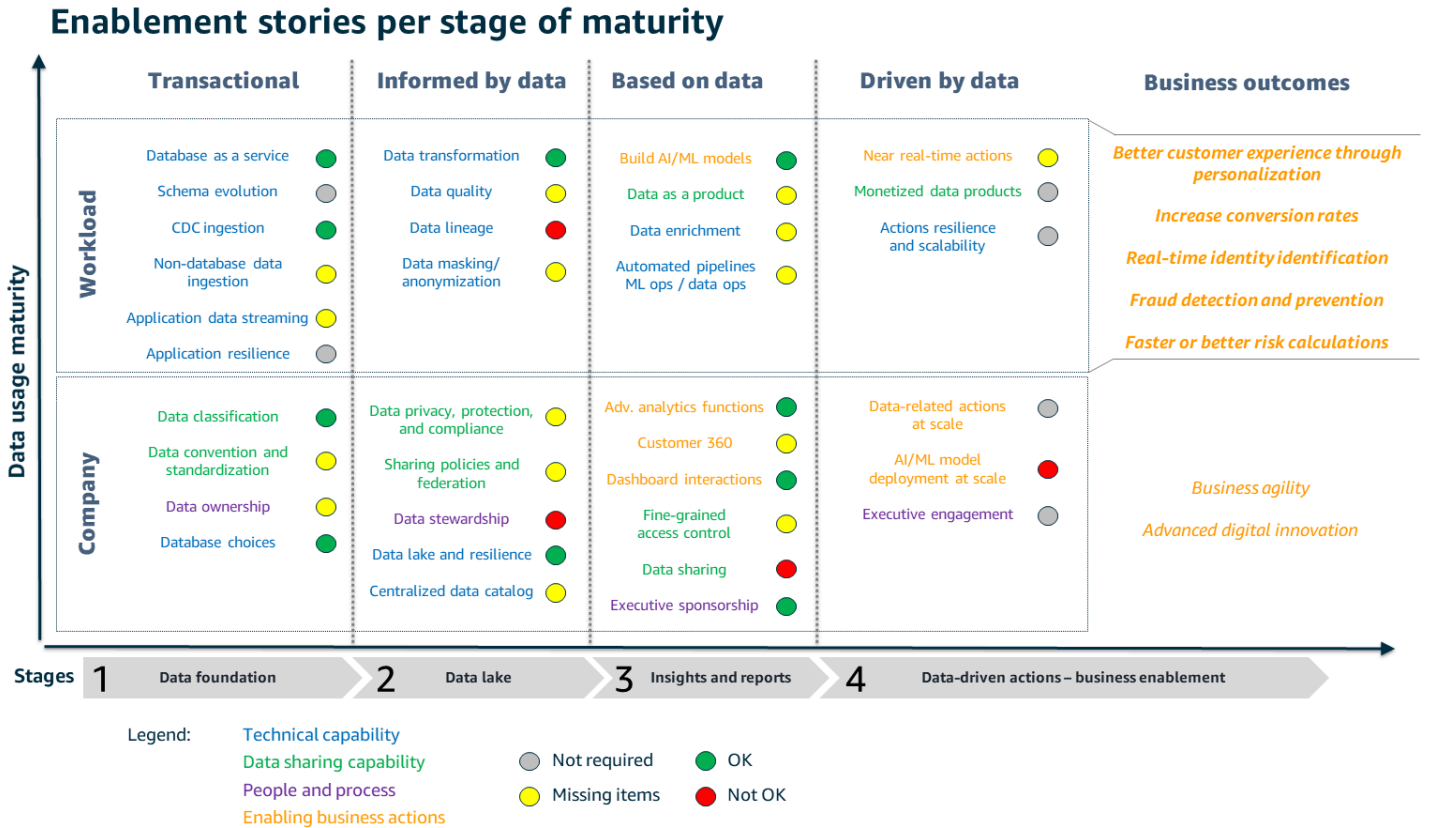 Enablement stories per stage of maturity
Data usage maturity
Transactional
Informed by data
Based on data
Driven by data
Business outcomes
Workload
Database as a service
Schema evolution
CDC ingestion
Non-database data
ingestion
Application data streaming
Application resilience
Data transformation
Data quality
Data lineage
Data masking/
anonymization
Build AI/ML models
Data as a product
Data enrichment
Automated pipelines
ML ops / data ops
Near real-time actions
Monetized data products
Actions resilience
and scalability
Better customer experience through
personalization
Increase conversion rates
Real-time identity identification
Fraud detection and prevention
Faster or better risk calculations
Company
Data classification
Data convention and
standardization
Data ownership
Database choices
Data privacy, protection,
and compliance
Sharing policies and
federation
Data stewardship
Data lake and resilience
Centralized data catalog
Adv. analytics functions
Customer 360
Dashboard interactions
Fine-grained
access control
Data sharing
Executive sponsorship
Data-related actions
at scale
AI/ML model
deployment at scale
Executive engagement
Business agility
Advanced digital innovation
Stages
1 Data foundation
2 Data lake
3 Insights and reports
4 Data-driven actions – business enablement
Legend:
Technical capability
Data sharing capability
People and process
Enabling business actions
Not required
OK
Missing items
Not OK